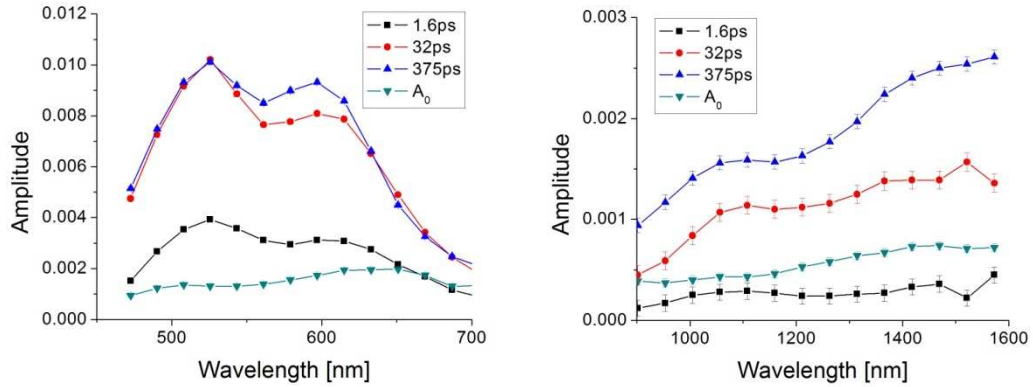 0.012
0.010
0.008
0.006
0.004
0.002
0.000
Amplitude
500
600
700
Wavelength [nm]
1.6ps
32ps
375ps
A₀
0.003
0.002
0.001
0.000
Amplitude
1000
1200
1400
1600
Wavelength [nm]
1.6ps
32ps
375ps
A₀